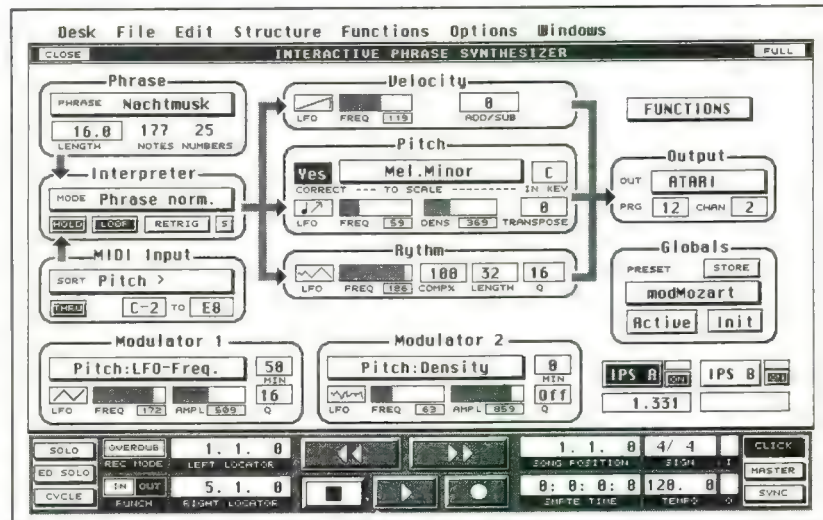 Desk File Edit Structure Functions Options Windows
CLOSE INTERACTIVE PHRASE SYNTHESIZER FULL
Phrase
PHRASE Nachtmusk
16.0 177 25
LENGTH NOTES NUMBERS
Interpreter
MODE Phrase norm.
HOLD LOOP RETRIG S
MIDI Input
SORT Pitch >
THRU C-2 TO E8
Velocity
0
LFO FREQ 119 ADD/SUB
Pitch
Yes Mel.Minor C
CORRECT --- TO SCALE --------- IN KEY
0
LFO FREQ 59 DENS 369 TRANSPOSE
Rythm
100 32 16
LFO FREQ 186 COMP% LENGTH Q
FUNCTIONS
Output
OUT ATARI
PRG 12 CHAN 2
Globals
PRESET STORE
modMozart
Active Init
Modulator 1
Pitch:LFO-Freq. 50
MIN
16
LFO FREQ 172 AMPL 509 Q
Modulator 2
Pitch:Density 0
MIN
Off
LFO FREQ 63 AMPL 859 Q
IPS A ON IPS B ON
1.331
SOLO OVERDUB 1. 1. 0 1. 1. 0 4/ 4 CLICK
REC MODE LEFT LOCATOR SONG POSITION SIGN I
ED SOLO MASTER
CYCLE IN OUT 5. 1. 0 0: 0: 0: 0 120. 0 SYNC
PUNCH RIGHT LOCATOR SMPTE TIME TEMPO O